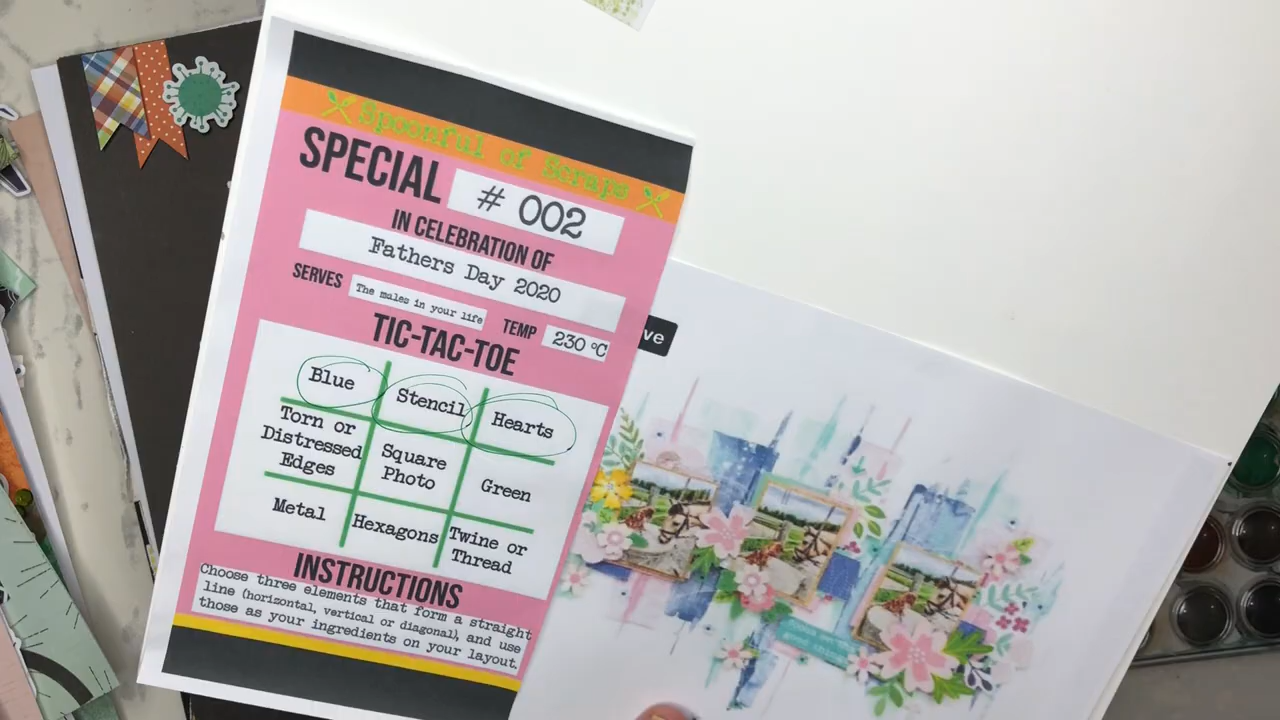 Spoonful of Scraps
SPECIAL # 002
IN CELEBRATION OF
Fathers Day 2020
SERVES The males in your life TEMP 230 ºC
TIC-TAC-TOE
Blue Stencil Hearts
Torn or
Distressed
Edges
Square
Photo
Green
Metal Hexagons Twine or
Thread
INSTRUCTIONS
Choose three elements that form a straight
line (horizontal, vertical or diagonal), and use
those as your ingredients on your layout.
ve